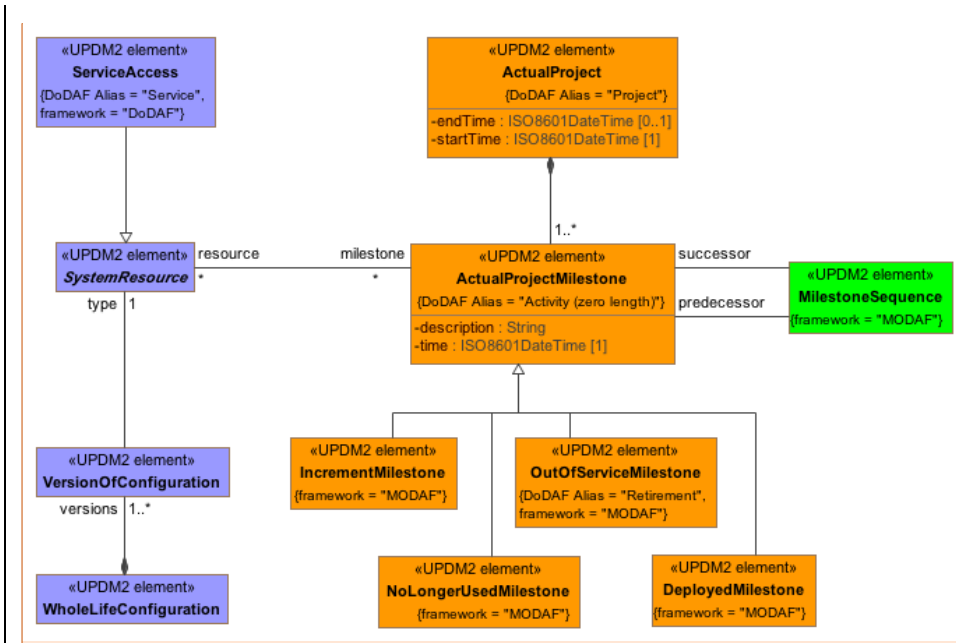 «UPDM2 element»
ServiceAccess
{DoDAF Alias = "Service",
framework = "DoDAF"}
«UPDM2 element»
ActualProject
{DoDAF Alias = "Project"}
-endTime : ISO8601DateTime [0..1]
-startTime : ISO8601DateTime [1]
1..*
«UPDM2 element»
SystemResource
resource
*
milestone
*
type
1
«UPDM2 element»
ActualProjectMilestone
{DoDAF Alias = "Activity (zero length)"}
-description : String
-time : ISO8601DateTime [1]
successor
predecessor
«UPDM2 element»
MilestoneSequence
{framework = "MODAF"}
«UPDM2 element»
VersionOfConfiguration
versions
1..*
«UPDM2 element»
WholeLifeConfiguration
«UPDM2 element»
IncrementMilestone
{framework = "MODAF"}
«UPDM2 element»
OutOfServiceMilestone
{DoDAF Alias = "Retirement",
framework = "MODAF"}
«UPDM2 element»
NoLongerUsedMilestone
{framework = "MODAF"}
«UPDM2 element»
DeployedMilestone
{framework = "MODAF"}